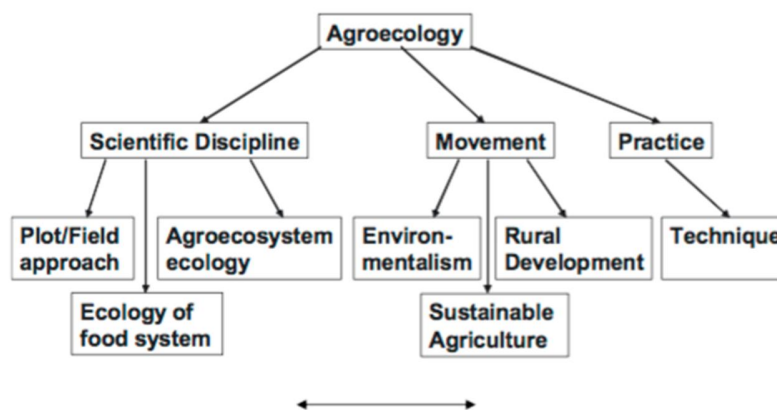 Agroecology
Scientific Discipline
Movement
Practice
Plot/Field
approach
Agroecosystem
ecology
Environ-
mentalism
Rural
Development
Technique
Ecology of
food system
Sustainable
Agriculture